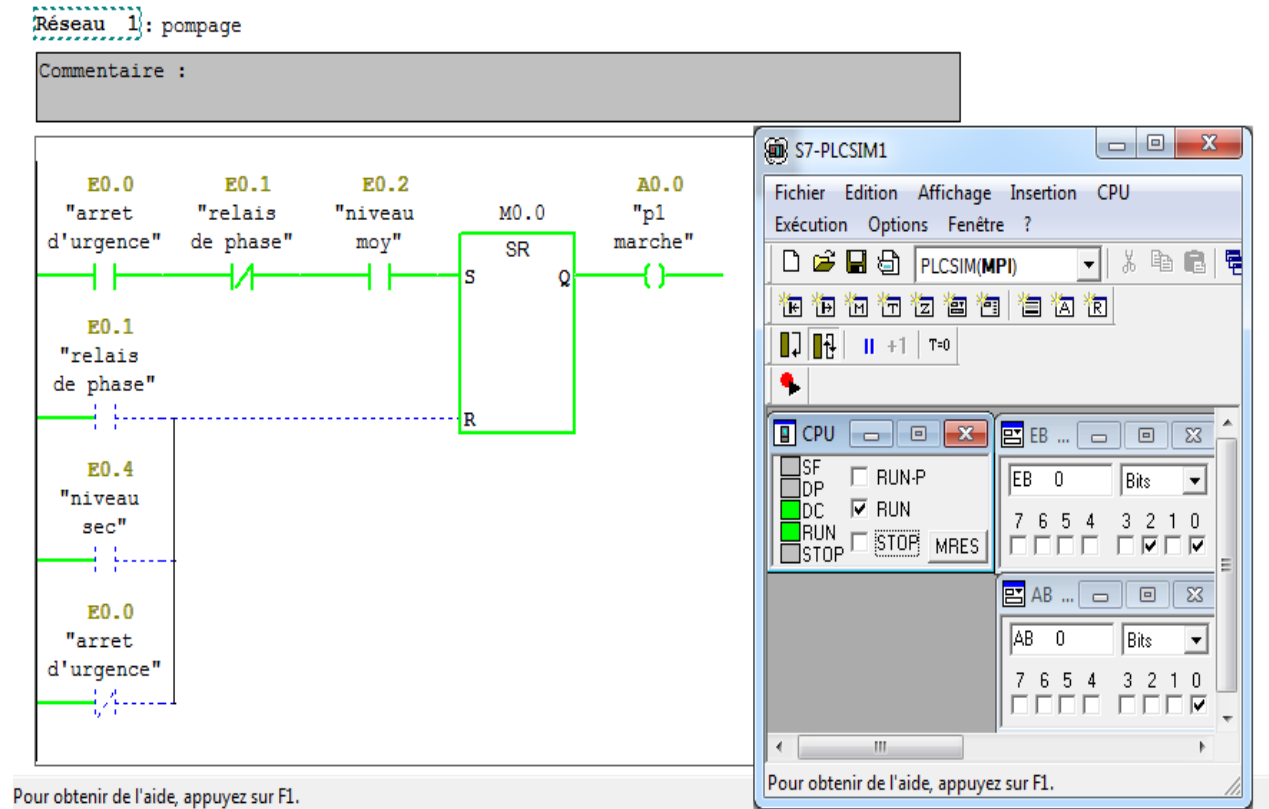 Réseau 1 : pompage
Commentaire :
E0.0 E0.1 E0.2 A0.0
"arret "relais "niveau M0.0 "p1
d'urgence" de phase" moy" SR marche"
S Q
E0.1
"relais
de phase"
R
E0.4
"niveau
sec"
E0.0
"arret
d'urgence"
Pour obtenir de l'aide, appuyez sur F1.
S7-PLCSIM1
Fichier Edition Affichage Insertion CPU
Exécution Options Fenêtre ?
PLCSIM(MPI)
+1 T=0
CPU
SF
DP
DC
RUN
STOP
RUN-P
RUN
STOP MRES
EB ...
EB 0 Bits
7 6 5 4 3 2 1 0
AB ...
AB 0 Bits
7 6 5 4 3 2 1 0
Pour obtenir de l'aide, appuyez sur F1.